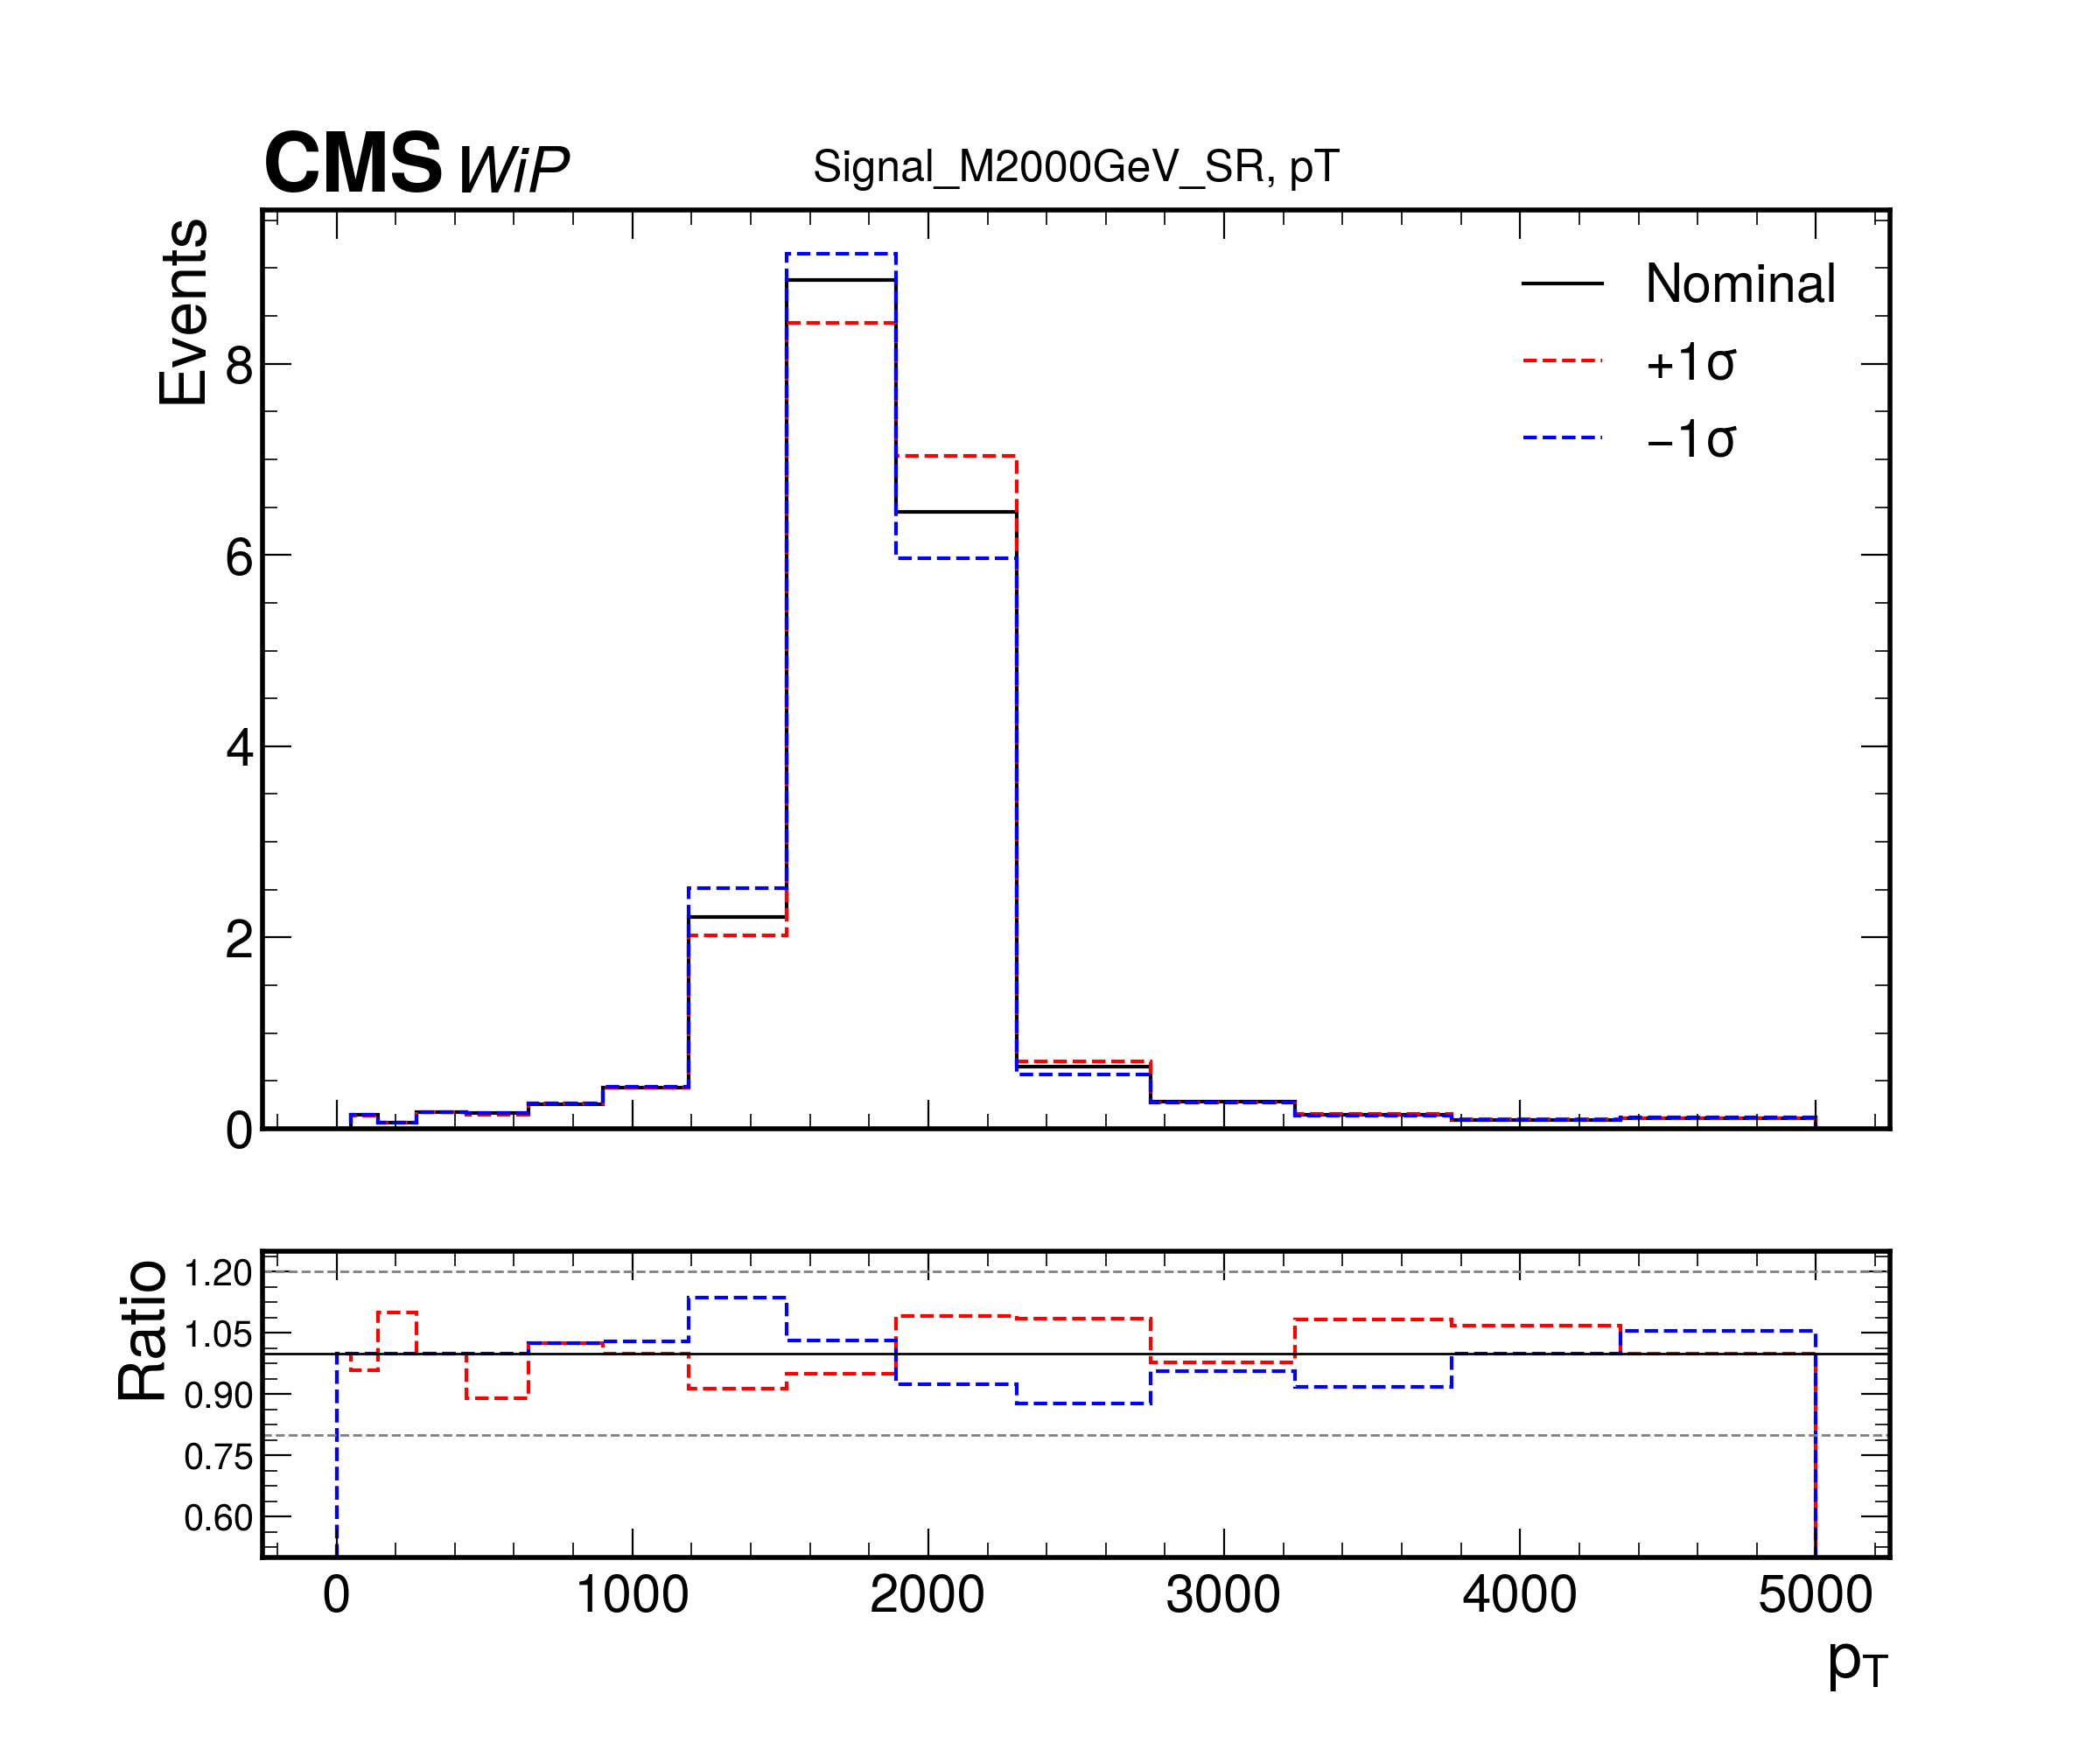 CMS WiP
Signal_M2000GeV_SR, pT
Events
8
6
4
2
0
Nominal
+1σ
−1σ
Ratio
1.20
1.05
0.90
0.75
0.60
0 1000 2000 3000 4000 5000
pT